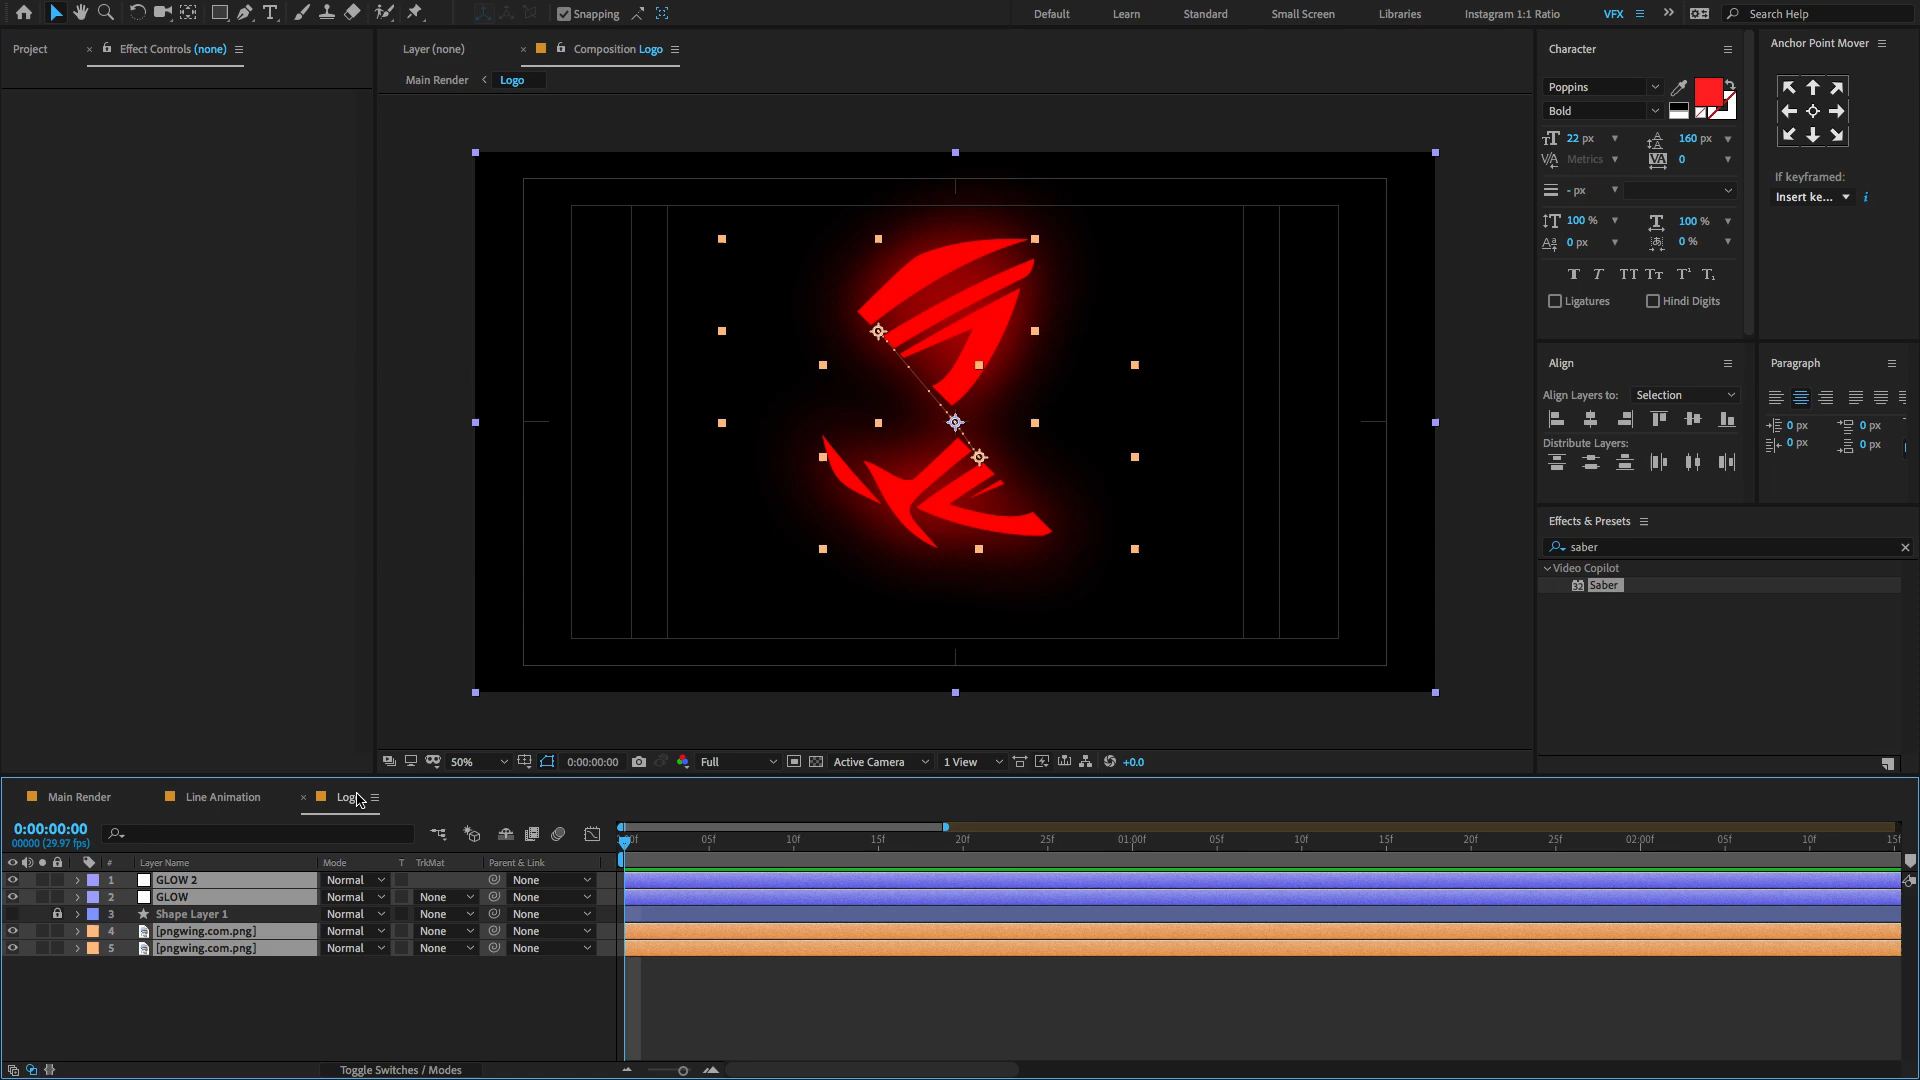 Snapping
Default
Learn
Standard
Small Screen
Libraries
Instagram 1:1 Ratio
VFX
Search Help
Project
Effect Controls (none)
Layer (none)
Composition Logo
Main Render
Logo
Character
Poppins
Bold
22 px
160 px
Metrics
0
- px
100 %
100 %
0 px
0 %
Ligatures
Hindi Digits
Anchor Point Mover
If keyframed:
Insert ke...
Align
Align Layers to:
Selection
Distribute Layers:
Paragraph
0 px
0 px
0 px
0 px
Effects & Presets
saber
Video Copilot
Saber
50%
0:00:00:00
Full
Active Camera
1 View
+0.0
Main Render
Line Animation
0:00:00:00
00000 (29.97 fps)
05f
10f
15f
20f
25f
01:00f
05f
10f
15f
20f
25f
02:00f
05f
10f
# Layer Name Mode T TrkMat Parent & Link
1 GLOW 2 Normal None
2 GLOW Normal None None
3 Shape Layer 1 Normal None None
4 [pngwing.com.png] Normal None None
5 [pngwing.com.png] Normal None None
Toggle Switches / Modes